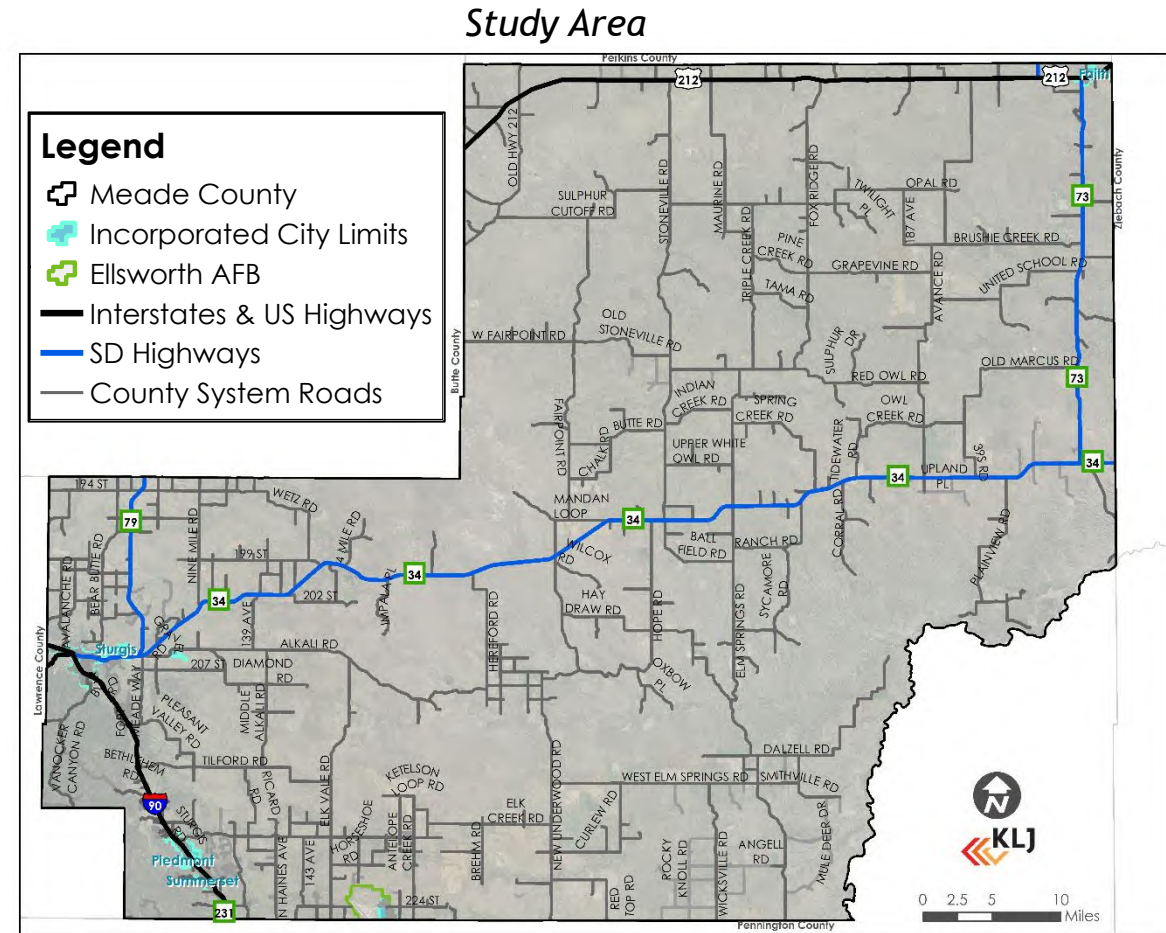 Study Area
Perkins County
Legend
Meade County
Incorporated City Limits
Ellsworth AFB
Interstates & US Highways
SD Highways
County System Roads
212
212
Faith
OLD HWY 212
STONEVILLE RD
MAURINE RD
FOX RIDGE RD
TWILIGHT
PL
OPAL RD
187 AVE
73
Ziebach County
SULPHUR
CUTOFF RD
TRIPLE CREEK RD
PINE
CREEK RD
BRUSHIE CREEK RD
GRAPEVINE RD
AVANCE RD
UNITED SCHOOL RD
TAMA RD
Butte County
W FAIRPOINT RD
OLD
STONEVILLE RD
SULPHUR
DR
OLD MARCUS RD
RED OWL RD
73
INDIAN
CREEK RD
SPRING
CREEK RD
OWL
CREEK RD
FAIRPOINT RD
CHALK RD
BUTTE RD
UPPER WHITE
OWL RD
TIDEWATER
RD
395 RD
34
UPLAND
PL
34
194 ST
WETZ RD
MANDAN
LOOP
34
CORRAL RD
79
NINE MILE RD
4 MILE RD
WILCOX
RD
BALL
FIELD RD
RANCH RD
PLAINVIEW RD
AVALANCHE RD
BEAR BUTTE RD
199 ST
34
IMPALA PL
SYCAMORE
RD
34
202 ST
HAY
DRAW RD
HOPE RD
ELM SPRINGS RD
139 AVE
HEREFORD RD
Sturgis
ALKALI RD
207 ST
DIAMOND
RD
OXBOW
PL
Lawrence County
FORT
MEADE WAY
PLEASANT
VALLEY RD
MIDDLE
ALKALI RD
VANOCKER
CANYON RD
BETHLEHEM
RD
TILFORD RD
DALZELL RD
WEST ELM SPRINGS RD
SMITHVILLE RD
RICARD
RD
ELK VALE RD
KETELSON
LOOP RD
NEW UNDERWOOD RD
90
STURGIS
RD
HORSESHOE
RD
ANTELOPE
CREEK RD
ELK
CREEK RD
CURLEW RD
MULE DEER DR
N
KLJ
Piedmont
Summerset
N HAINES AVE
143 AVE
BREHM RD
ROCKY
KNOLL RD
WICKSVILLE RD
ANGELL
RD
RED
TOP RD
231
224 ST
Pennington County
0 2.5 5 10
Miles